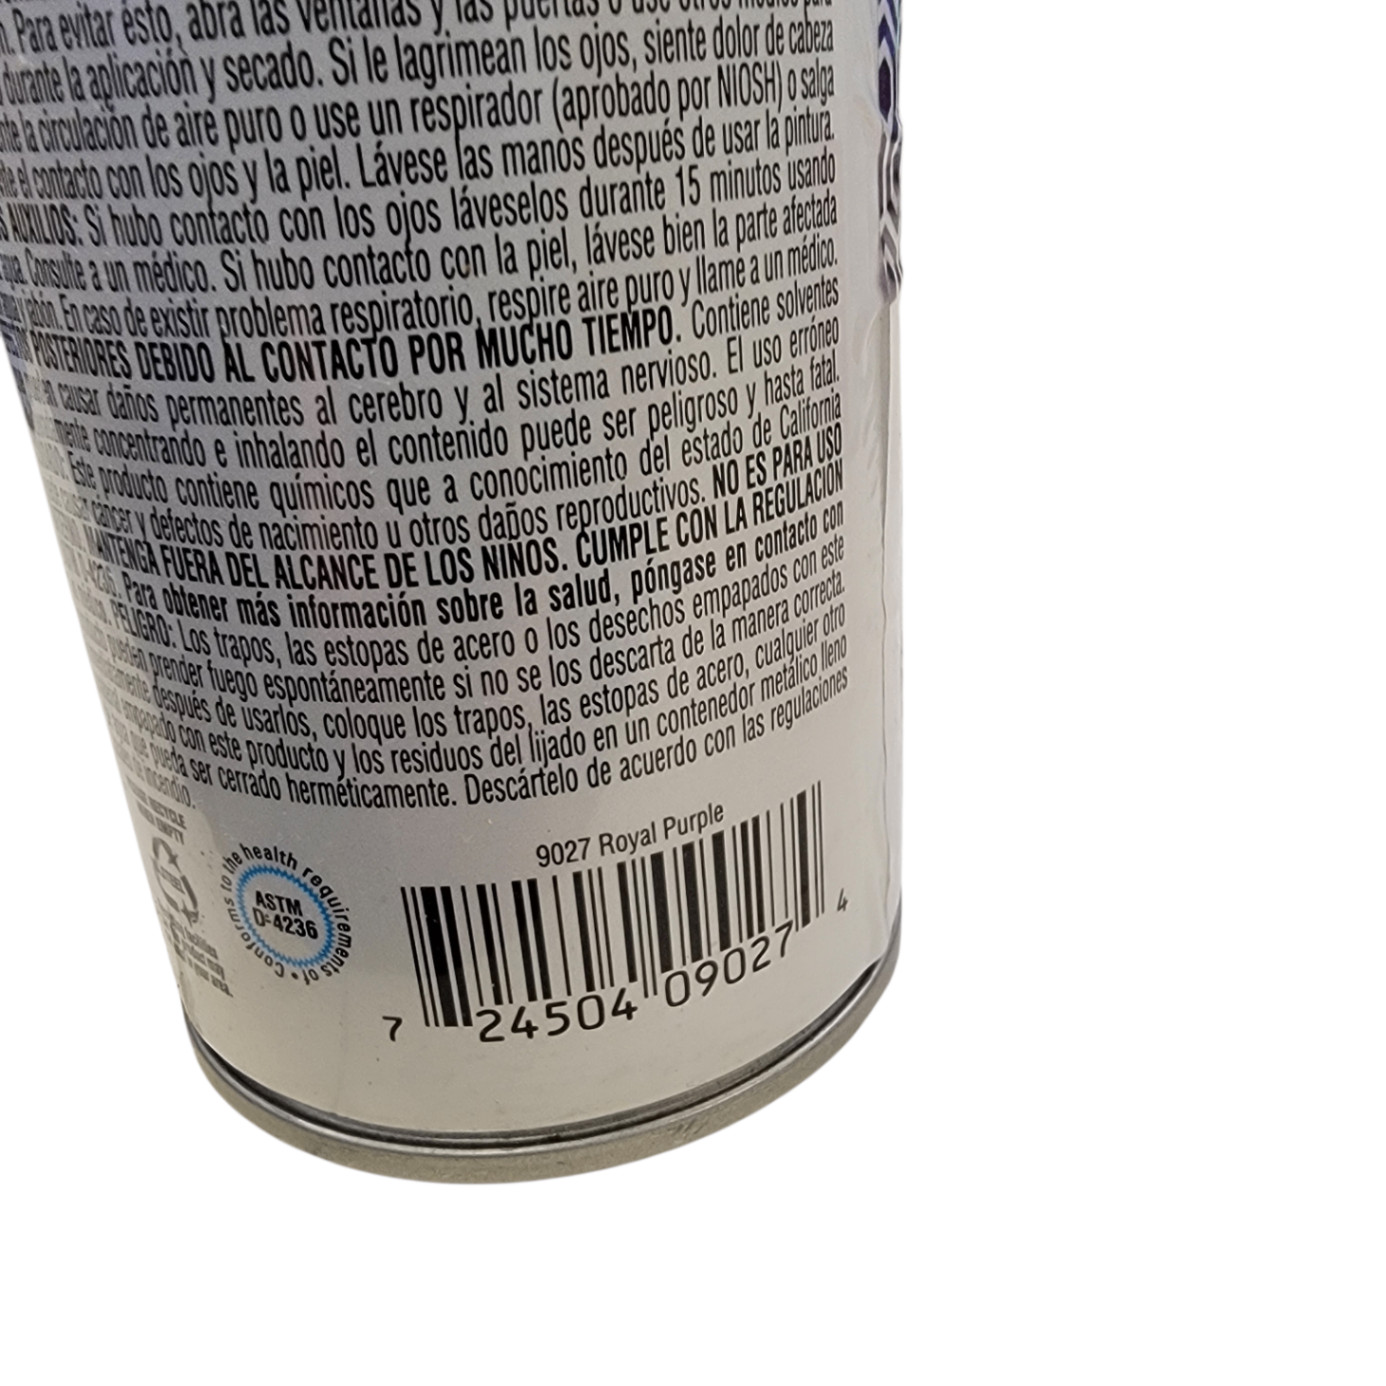 Para evitar ésto, abra las ventanas y las puertas o use otros medios para
durante la aplicación y secado. Si le lagrimean los ojos, siente dolor de cabeza
la circulación de aire puro o use un respirador (aprobado por NIOSH) o salga
el contacto con los ojos y la piel. Lávese las manos después de usar la pintura.
AUXILIOS: Si hubo contacto con los ojos láveselos durante 15 minutos usando
Consulte a un médico. Si hubo contacto con la piel, lávese bien la parte afectada
jabón. En caso de existir problema respiratorio, respire aire puro y llame a un médico.
POSTERIORES DEBIDO AL CONTACTO POR MUCHO TIEMPO. Contiene solventes
causar daños permanentes al cerebro y al sistema nervioso. El uso erróneo
concentrando e inhalando el contenido puede ser peligroso y hasta fatal.
Este producto contiene químicos que a conocimiento del estado de California
cáncer y defectos de nacimiento u otros daños reproductivos. NO ES PARA USO
FUERA DEL ALCANCE DE LOS NIÑOS. CUMPLE CON LA REGULACIÓN
-4236. Para obtener más información sobre la salud, póngase en contacto con
PELIGRO: Los trapos, las estopas de acero o los desechos empapados con este
pueden prender fuego espontáneamente si no se los descarta de la manera correcta.
después de usarlos, coloque los trapos, las estopas de acero, cualquier otro
empapado con este producto y los residuos del lijado en un contenedor metálico lleno
que pueda ser cerrado herméticamente. Descártelo de acuerdo con las regulaciones
de incendio.
RECYCLE
EMPTY
STEEL
Conforms to the health requirements of •
ASTM
D-4236
9027 Royal Purple
7 24504 09027 4